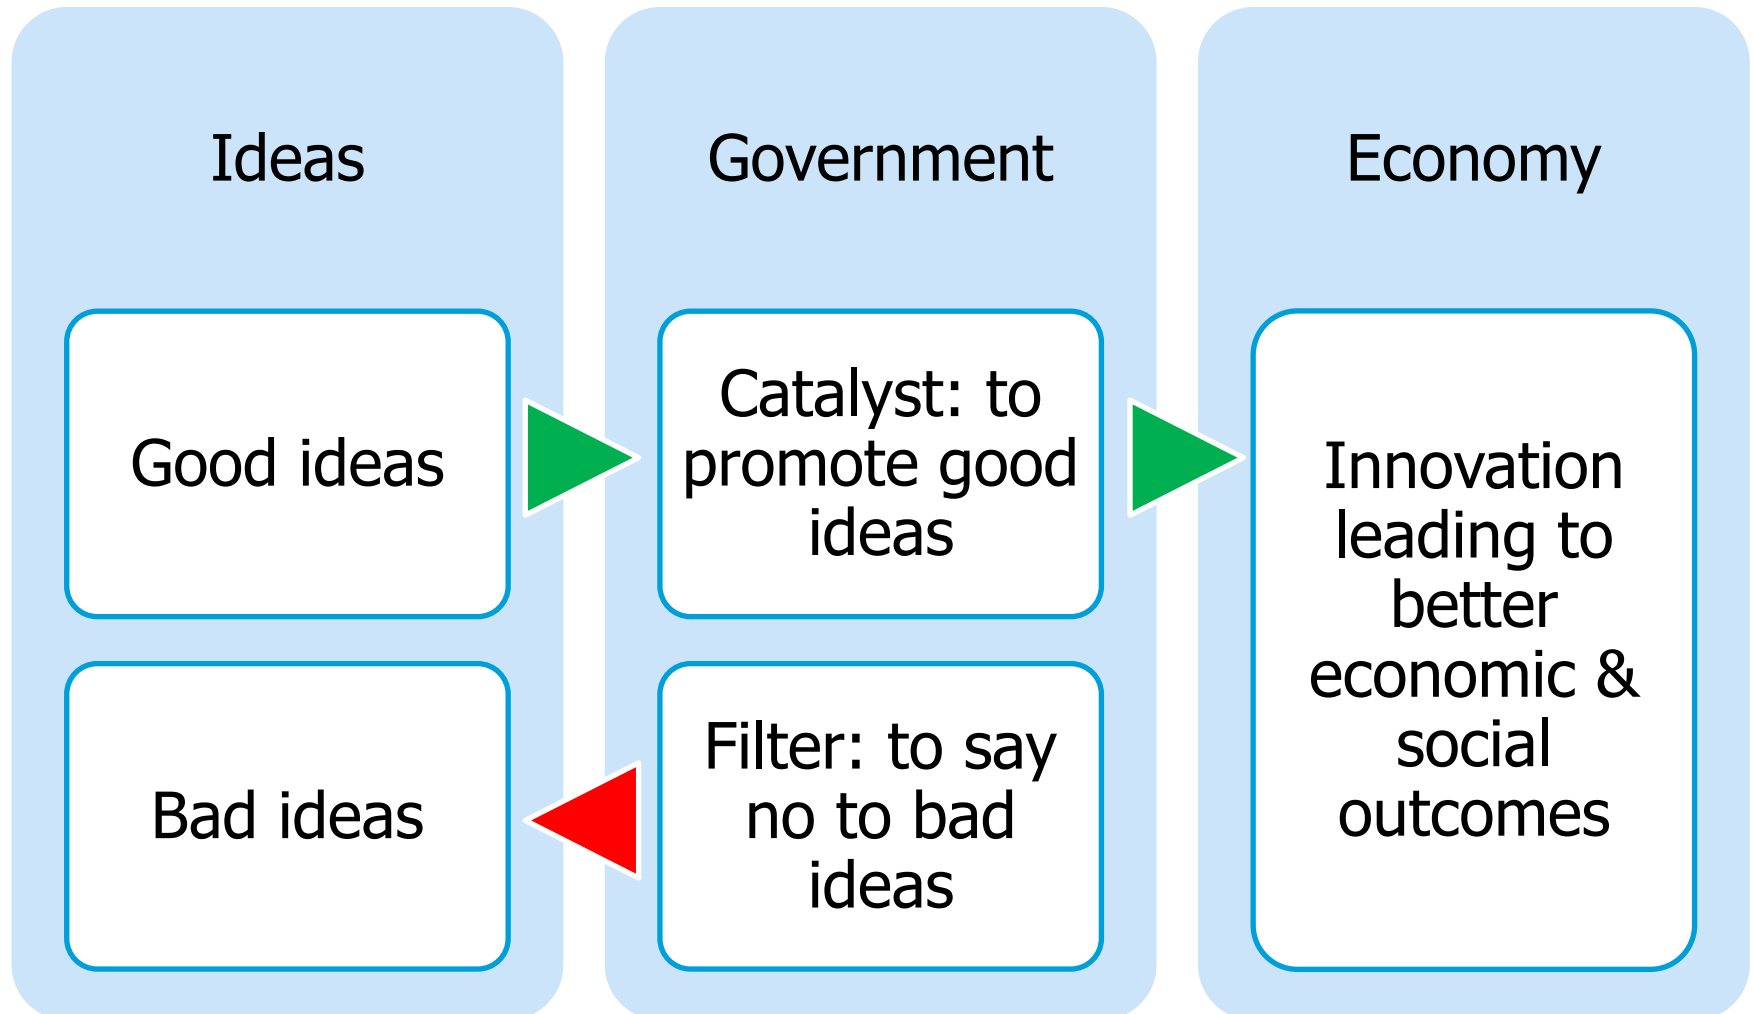 Ideas
Government
Economy
Good ideas
Catalyst: to
promote good
ideas
Innovation
leading to
better
economic &
social
outcomes
Bad ideas
Filter: to say
no to bad
ideas